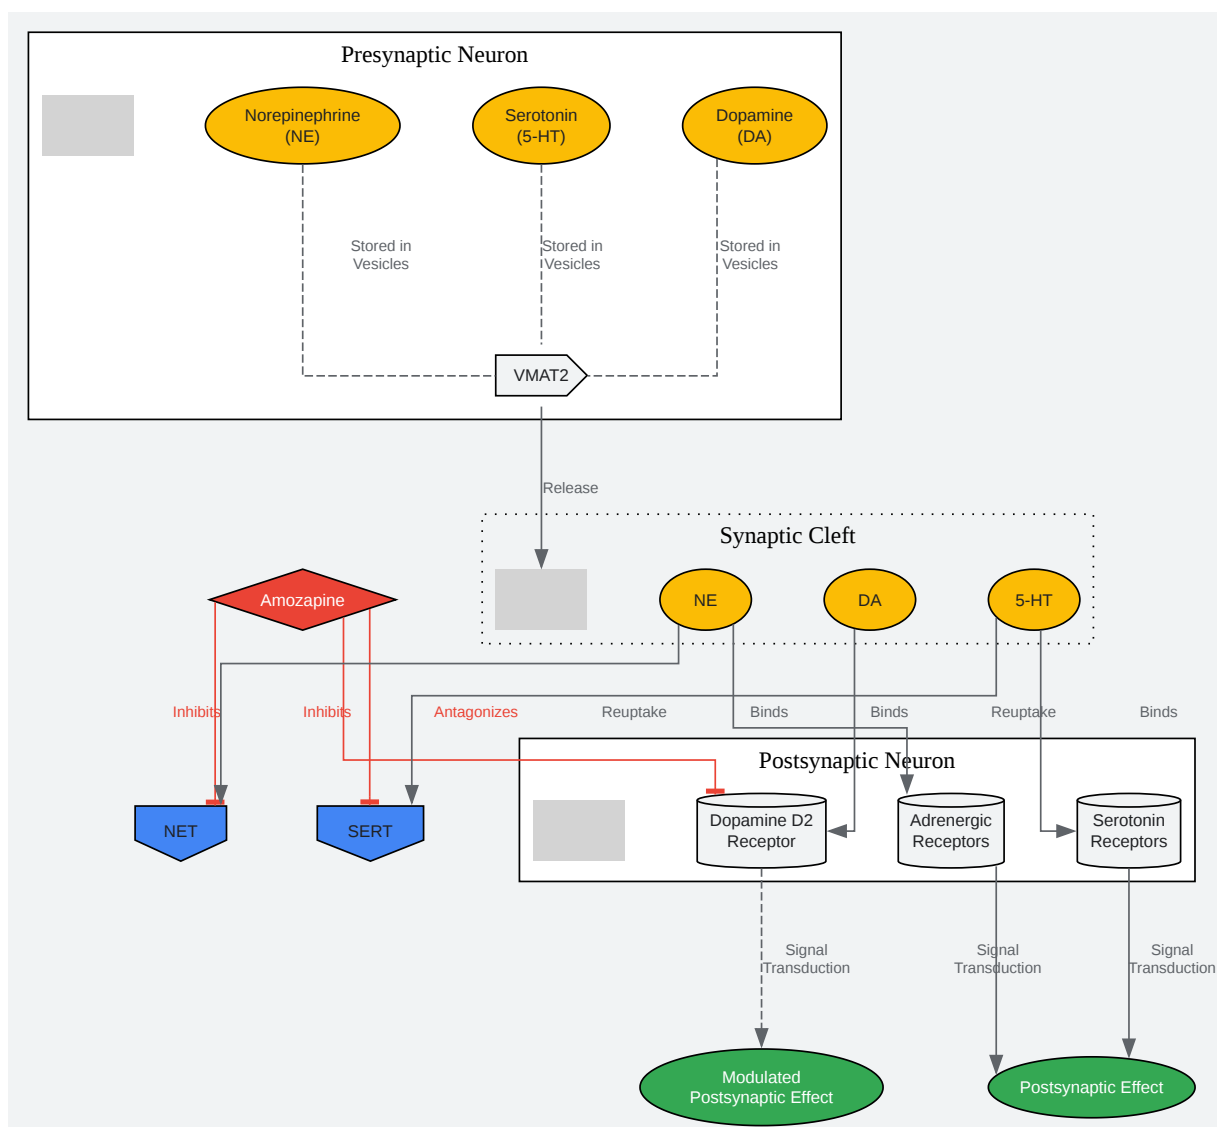 Presynaptic Neuron
Norepinephrine
(NE)
Serotonin
(5-HT)
Dopamine
(DA)
Stored in
Vesicles
Stored in
Vesicles
Stored in
Vesicles
VMAT2
Release
Synaptic Cleft
Amozapine
NE
DA
5-HT
Inhibits
Inhibits
Antagonizes
Reuptake
Binds
Binds
Reuptake
Binds
Postsynaptic Neuron
NET
SERT
Dopamine D2
Receptor
Adrenergic
Receptors
Serotonin
Receptors
Signal
Transduction
Signal
Transduction
Signal
Transduction
Modulated
Postsynaptic Effect
Postsynaptic Effect